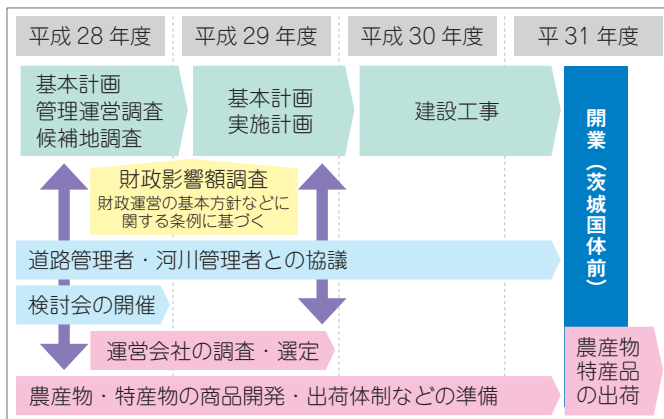 平成 28 年度
平成 29 年度
平成 30 年度
平 31 年度
基本計画
管理運営調査
候補地調査
基本計画
実施計画
建設工事
開業（茨城国体前）
財政影響額調査
財政運営の基本方針などに
関する条例に基づく
道路管理者・河川管理者との協議
検討会の開催
運営会社の調査・選定
農産物・特産物の商品開発・出荷体制などの準備
農産物
特産品
の出荷